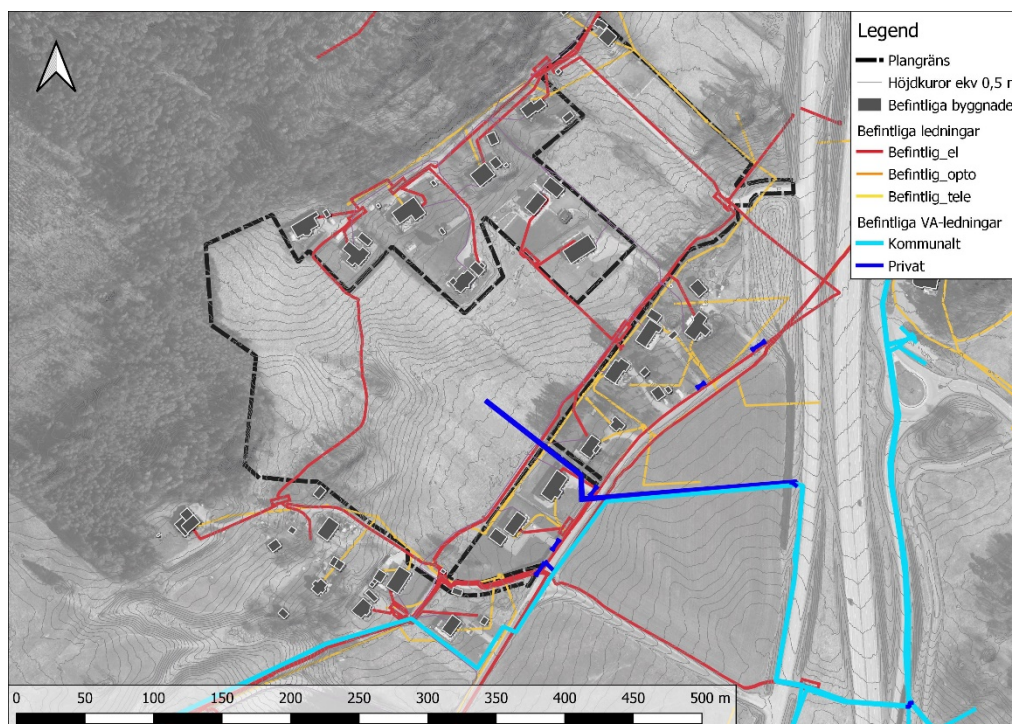 Legend
Plangräns
Höjdkuror ekv 0,5 r
Befintliga byggnade
Befintliga ledningar
Befintlig_el
Befintlig_opto
Befintlig_tele
Befintliga VA-ledningar
Kommunalt
Privat
0 50 100 150 200 250 300 350 400 450 500 m